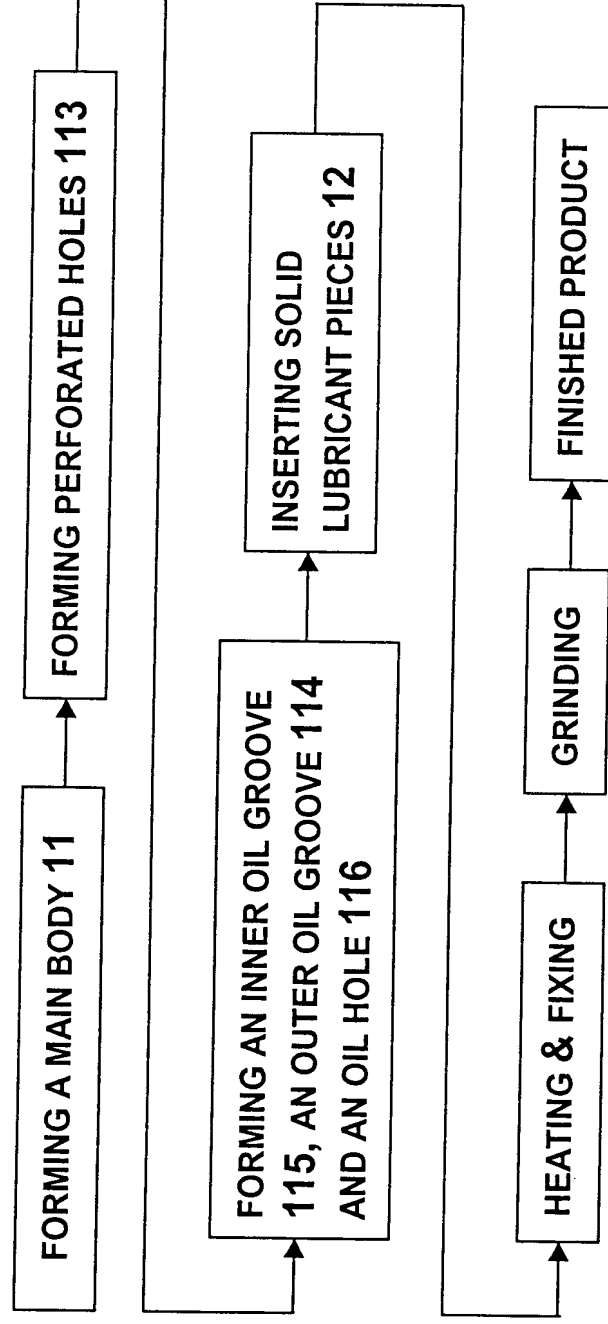 FORMING A MAIN BODY 11
FORMING PERFORATED HOLES 113
FORMING AN INNER OIL GROOVE
115, AN OUTER OIL GROOVE 114
AND AN OIL HOLE 116
INSERTING SOLID
LUBRICANT PIECES 12
HEATING & FIXING
GRINDING
FINISHED PRODUCT